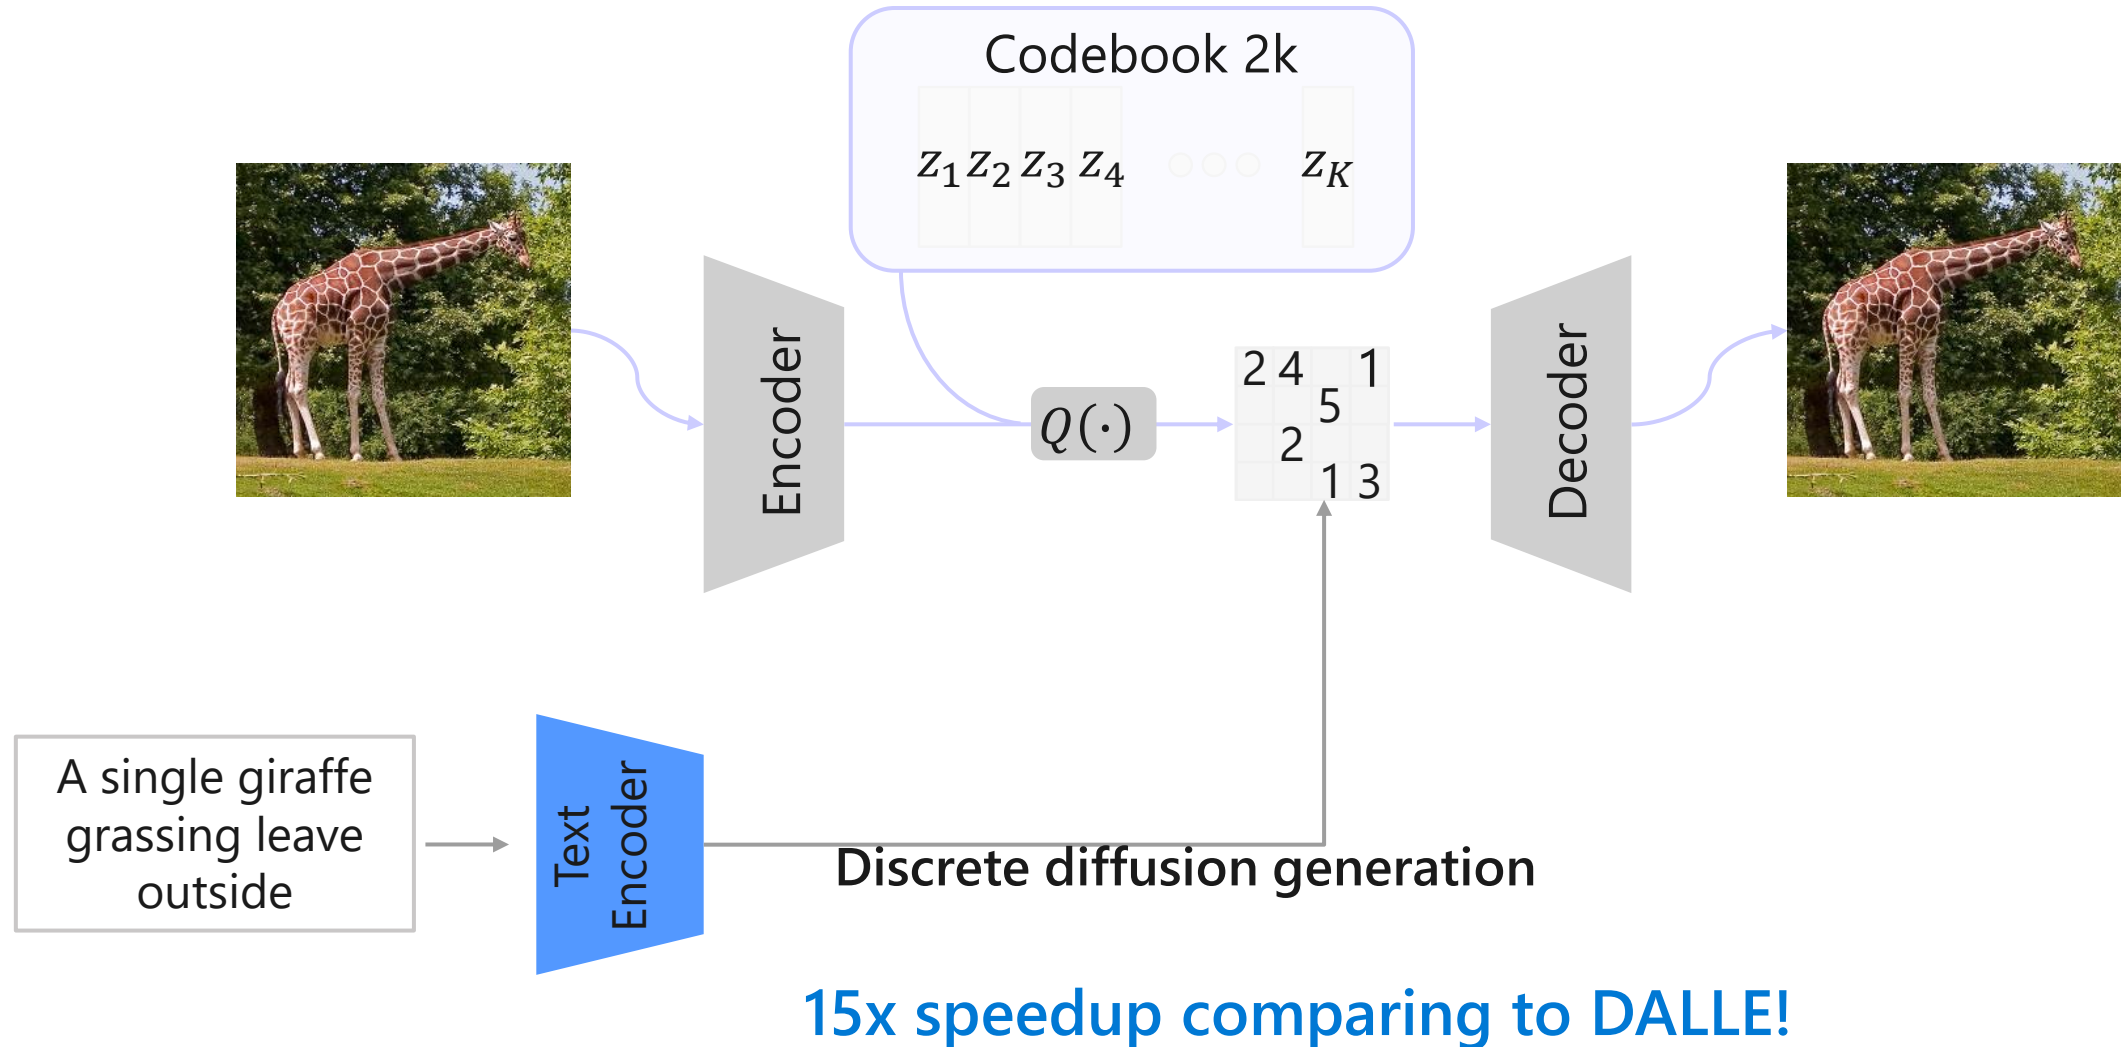 Codebook 2k
z1 z2 z3 z4 zK
Encoder
Q(·)
2 4 1
5
2
1 3
Decoder
A single giraffe
grassing leave
outside
Text
Encoder
Discrete diffusion generation
15x speedup comparing to DALLE!